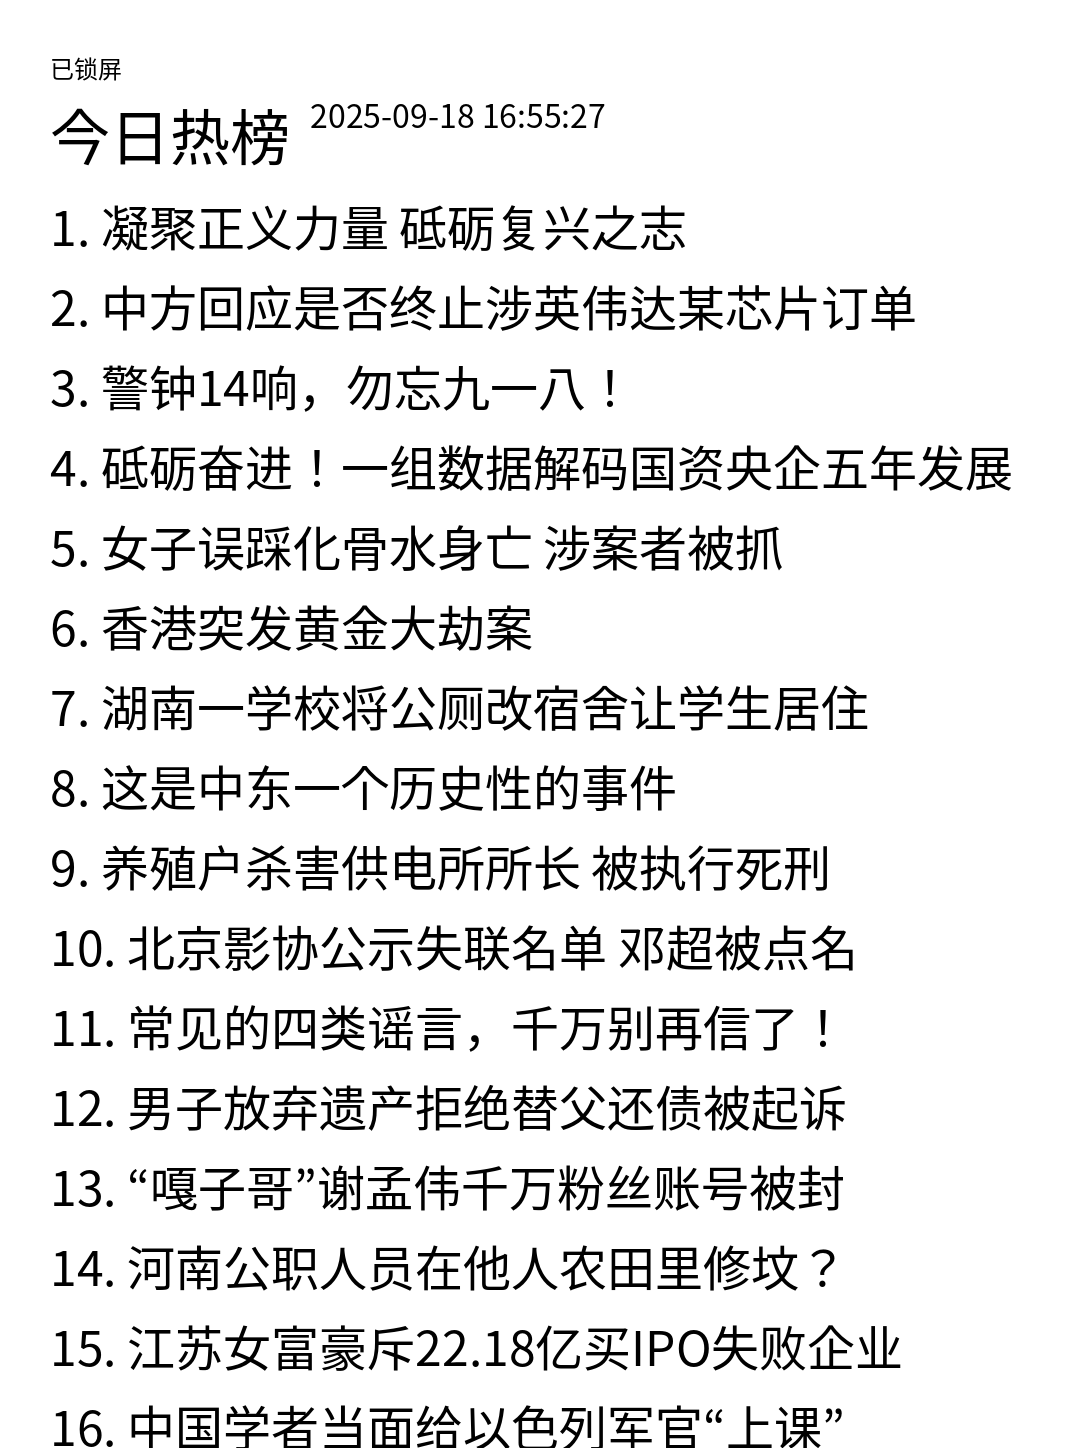 已锁屏
今日热榜 2025-09-18 16:55:27
1. 凝聚正义力量 砥砺复兴之志
2. 中方回应是否终止涉英伟达某芯片订单
3. 警钟14响，勿忘九一八！
4. 砥砺奋进！一组数据解码国资央企五年发展
5. 女子误踩化骨水身亡 涉案者被抓
6. 香港突发黄金大劫案
7. 湖南一学校将公厕改宿舍让学生居住
8. 这是中东一个历史性的事件
9. 养殖户杀害供电所所长 被执行死刑
10. 北京影协公示失联名单 邓超被点名
11. 常见的四类谣言，千万别再信了！
12. 男子放弃遗产拒绝替父还债被起诉
13. “嘎子哥”谢孟伟千万粉丝账号被封
14. 河南公职人员在他人农田里修坟？
15. 江苏女富豪斥22.18亿买IPO失败企业
16. 中国学者当面给以色列军官“上课”